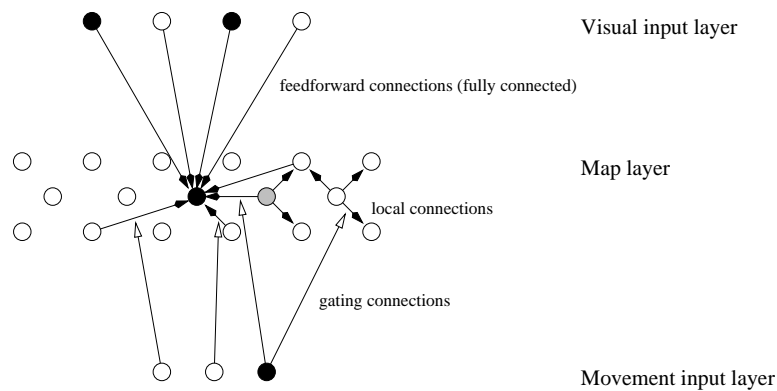 Visual input layer
feedforward connections (fully connected)
Map layer
local connections
gating connections
Movement input layer